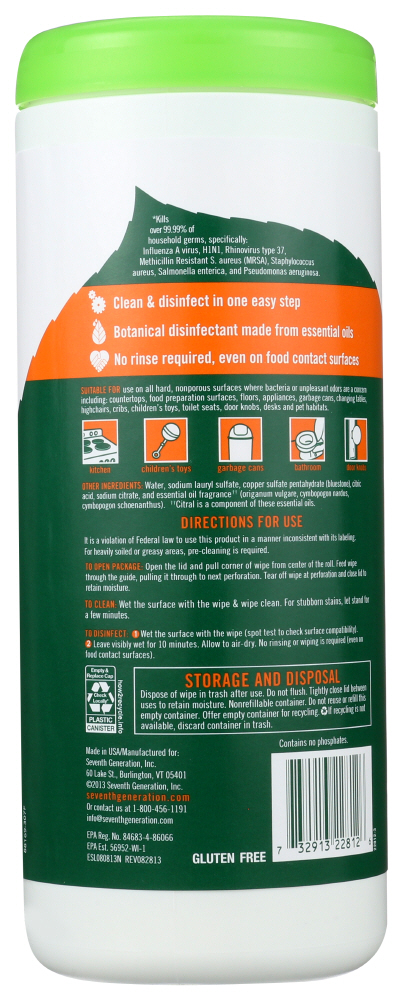 *Kills
over 99.99% of
household germs, specifically:
Influenza A virus, H1N1, Rhinovirus type 37,
Methicillin Resistant S. aureus (MRSA), Staphylococcus
aureus, Salmonella enterica, and Pseudomonas aeruginosa.
Clean & disinfect in one easy step
Botanical disinfectant made from essential oils
No rinse required, even on food contact surfaces
SUITABLE FOR use on all hard, nonporous surfaces where bacteria or unpleasant odors are a concern
including: countertops, food preparation surfaces, floors, appliances, garbage cans, changing tables,
highchairs, cribs, children's toys, toilet seats, door knobs, desks and pet habitats.
kitchen children's toys garbage cans bathroom door knobs
OTHER INGREDIENTS: Water, sodium lauryl sulfate, copper sulfate pentahydrate (bluestone), citric
acid, sodium citrate, and essential oil fragrance†† (origanum vulgare, cymbopogon nardus,
cymbopogon schoenanthus). ††Citral is a component of these essential oils.
DIRECTIONS FOR USE
It is a violation of Federal law to use this product in a manner inconsistent with its labeling.
For heavily soiled or greasy areas, pre-cleaning is required.
TO OPEN PACKAGE: Open the lid and pull corner of wipe from center of the roll. Feed wipe
through the guide, pulling it through to next perforation. Tear off wipe at perforation and close lid to
retain moisture.
TO CLEAN: Wet the surface with the wipe & wipe clean. For stubborn stains, let stand for
a few minutes.
TO DISINFECT: 1 Wet the surface with the wipe (spot test to check surface compatibility).
2 Leave visibly wet for 10 minutes. Allow to air-dry. No rinsing or wiping is required (even on
food contact surfaces).
Empty &
Replace Cap
Check
Locally*
PLASTIC
CANISTER
how2recycle.info
STORAGE AND DISPOSAL
Dispose of wipe in trash after use. Do not flush. Tightly close lid between
uses to retain moisture. Nonrefillable container. Do not reuse or refill this
empty container. Offer empty container for recycling. If recycling is not
available, discard container in trash.
Contains no phosphates.
Made in USA/Manufactured for:
Seventh Generation, Inc.
60 Lake St., Burlington, VT 05401
©2013 Seventh Generation, Inc.
seventhgeneration.com
Or contact us at 1-800-456-1191
info@seventhgeneration.com
EPA Reg. No. 84683-4-86066
EPA Est. 56952-WI-1
ESL080813N REV082813
GLUTEN FREE
7 32913 22812